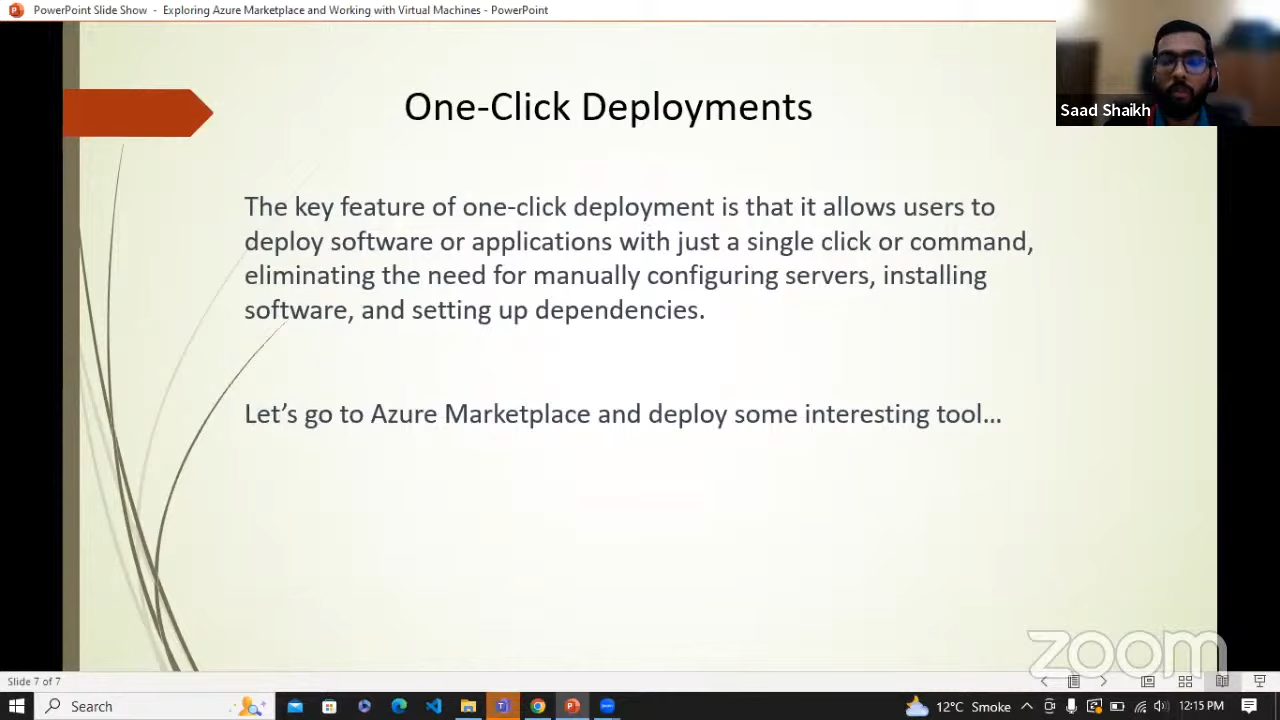 PowerPoint Slide Show - Exploring Azure Marketplace and Working with Virtual Machines - PowerPoint
Saad Shaikh
One-Click Deployments
The key feature of one-click deployment is that it allows users to
deploy software or applications with just a single click or command,
eliminating the need for manually configuring servers, installing
software, and setting up dependencies.
Let’s go to Azure Marketplace and deploy some interesting tool…
zoom
Slide 7 of 7
Search
12°C Smoke
12:15 PM